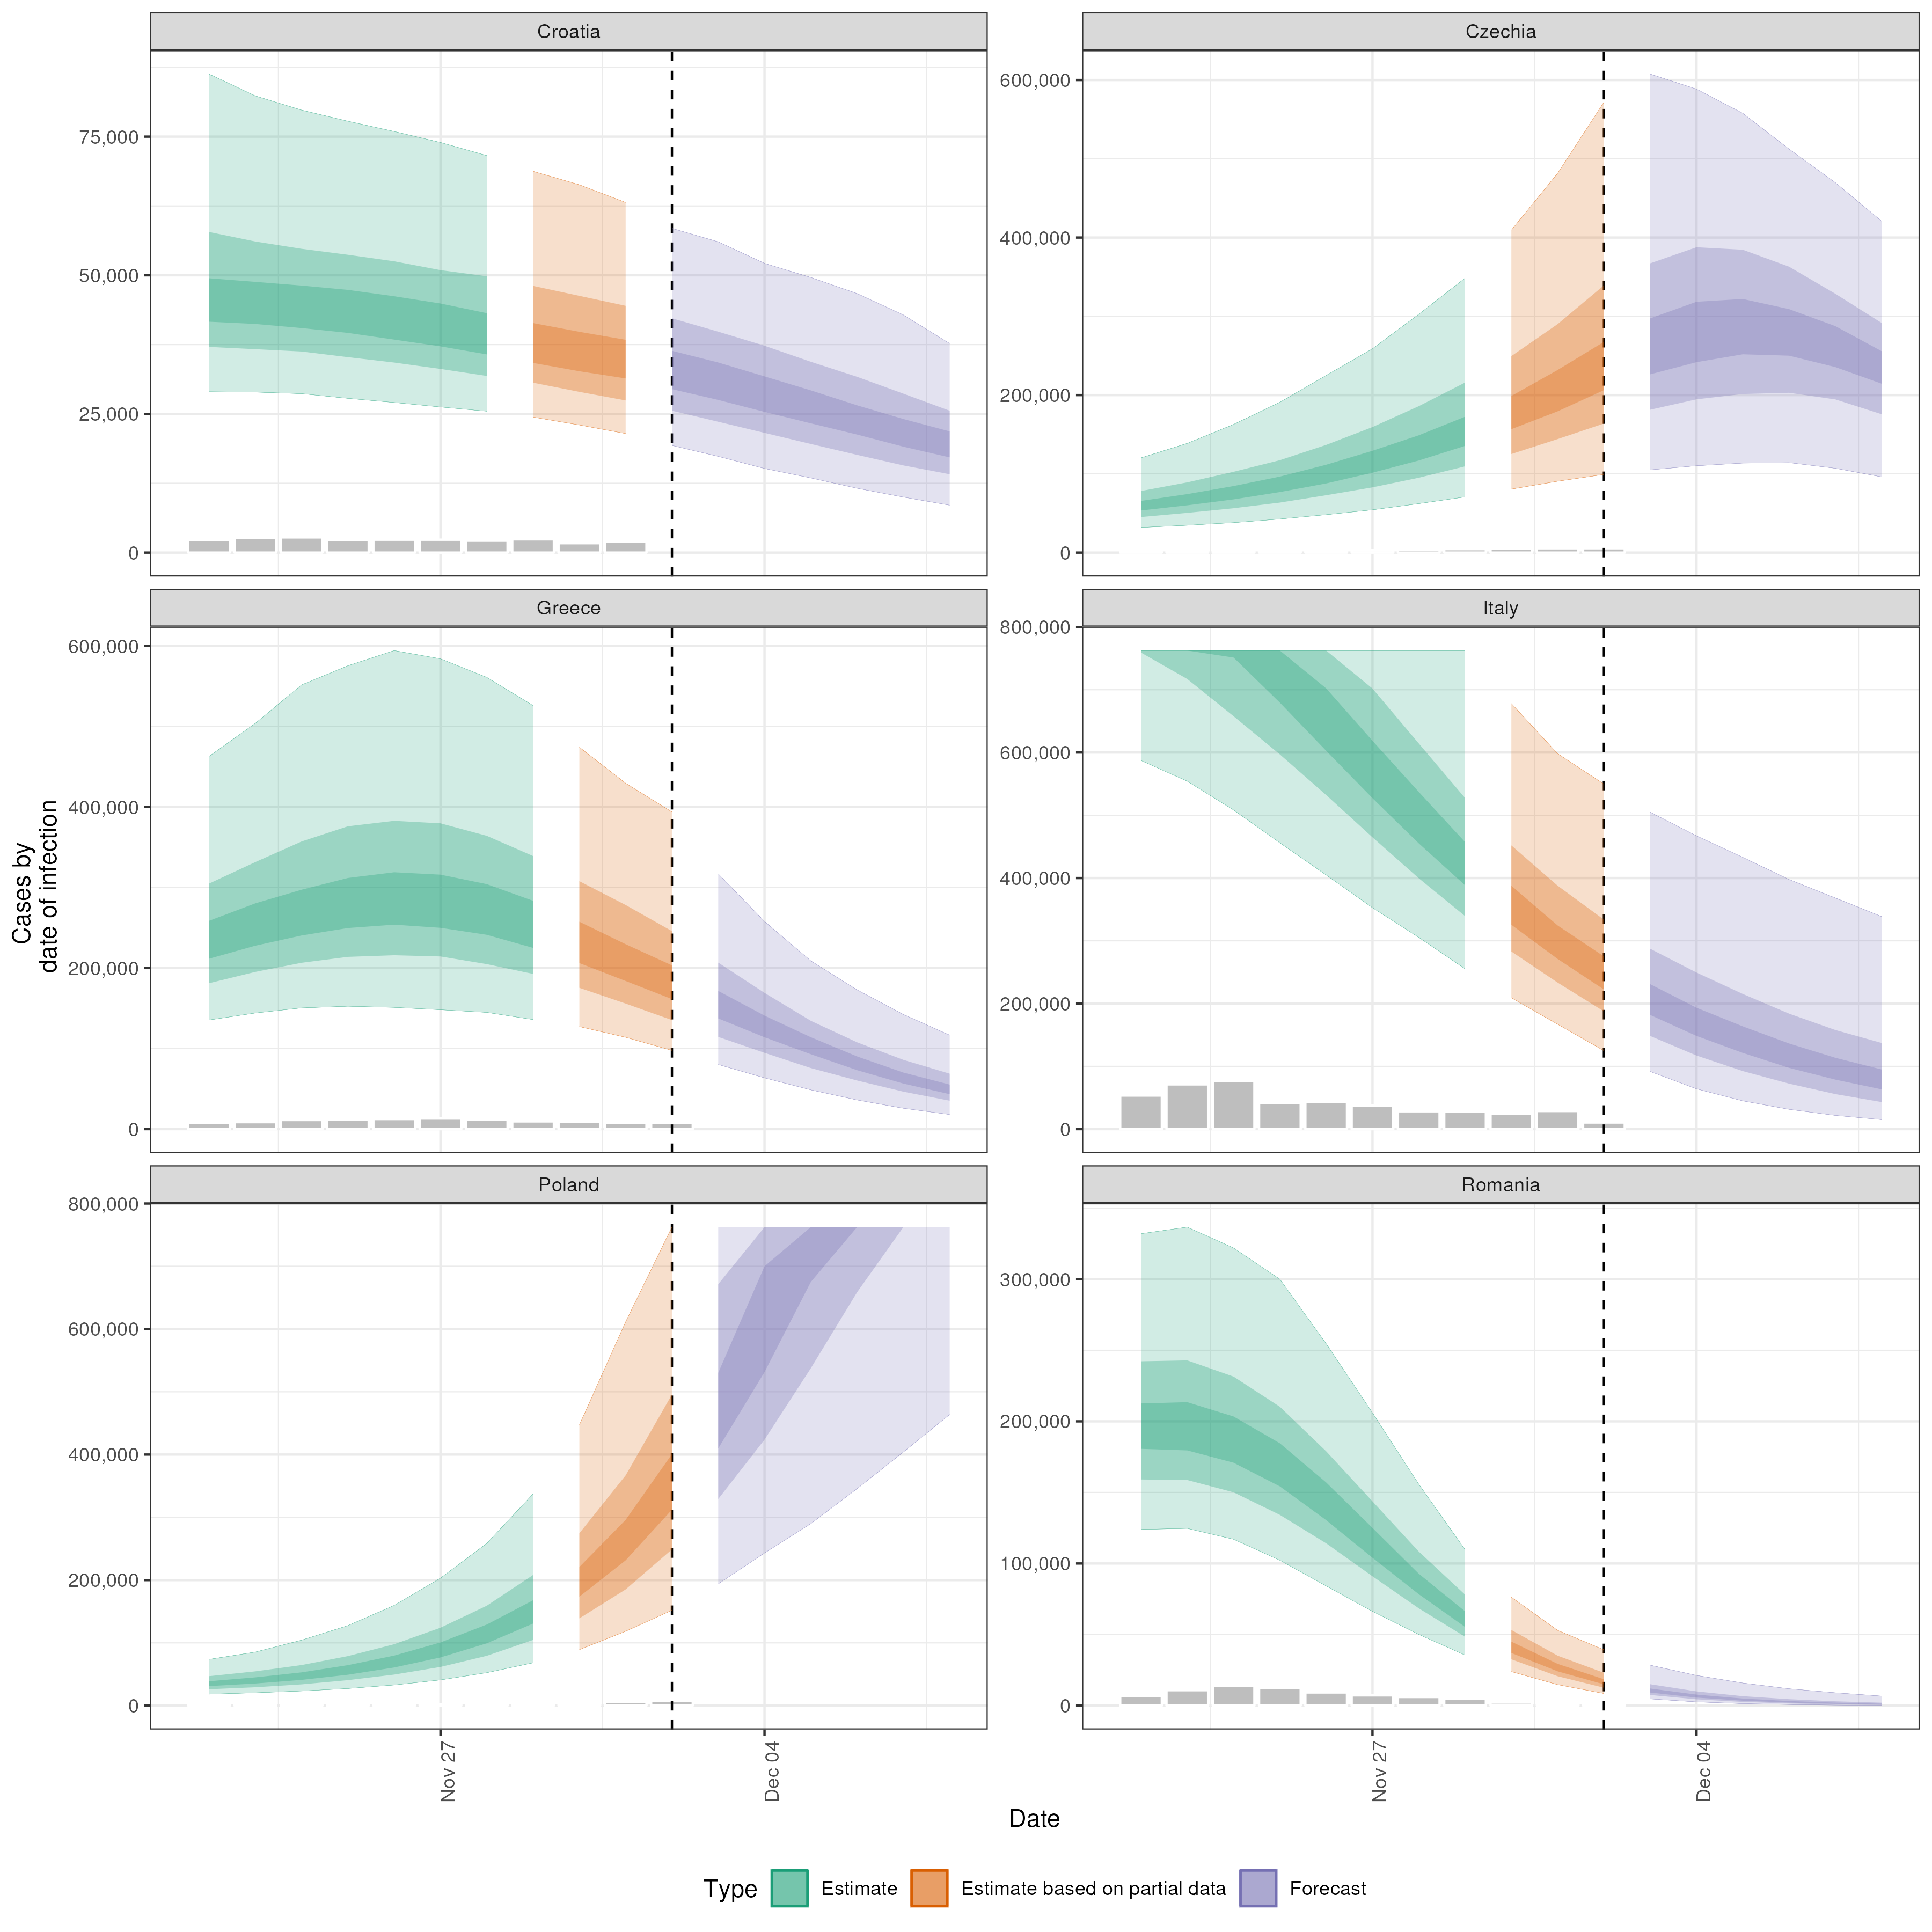 Croatia
Czechia
75,000
50,000
25,000
0
600,000
400,000
200,000
0
Greece
Italy
600,000
400,000
200,000
0
800,000
600,000
400,000
200,000
0
Cases by
date of infection
Poland
Romania
800,000
600,000
400,000
200,000
0
300,000
200,000
100,000
0
Nov 27
Dec 04
Nov 27
Dec 04
Date
Type Estimate Estimate based on partial data Forecast